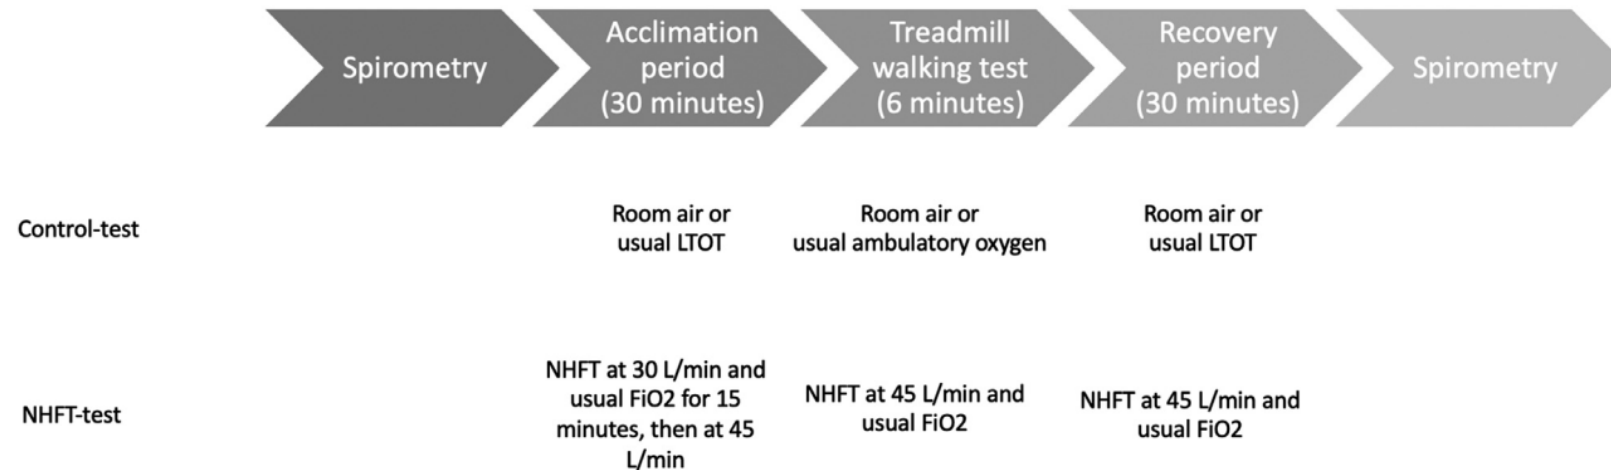 Spirometry
Acclimation
period
(30 minutes)
Treadmill
walking test
(6 minutes)
Recovery
period
(30 minutes)
Spirometry
Control-test
Room air or
usual LTOT
Room air or
usual ambulatory oxygen
Room air or
usual LTOT
NHFT-test
NHFT at 30 L/min and
usual FiO2 for 15
minutes, then at 45
L/min
NHFT at 45 L/min and
usual FiO2
NHFT at 45 L/min and
usual FiO2